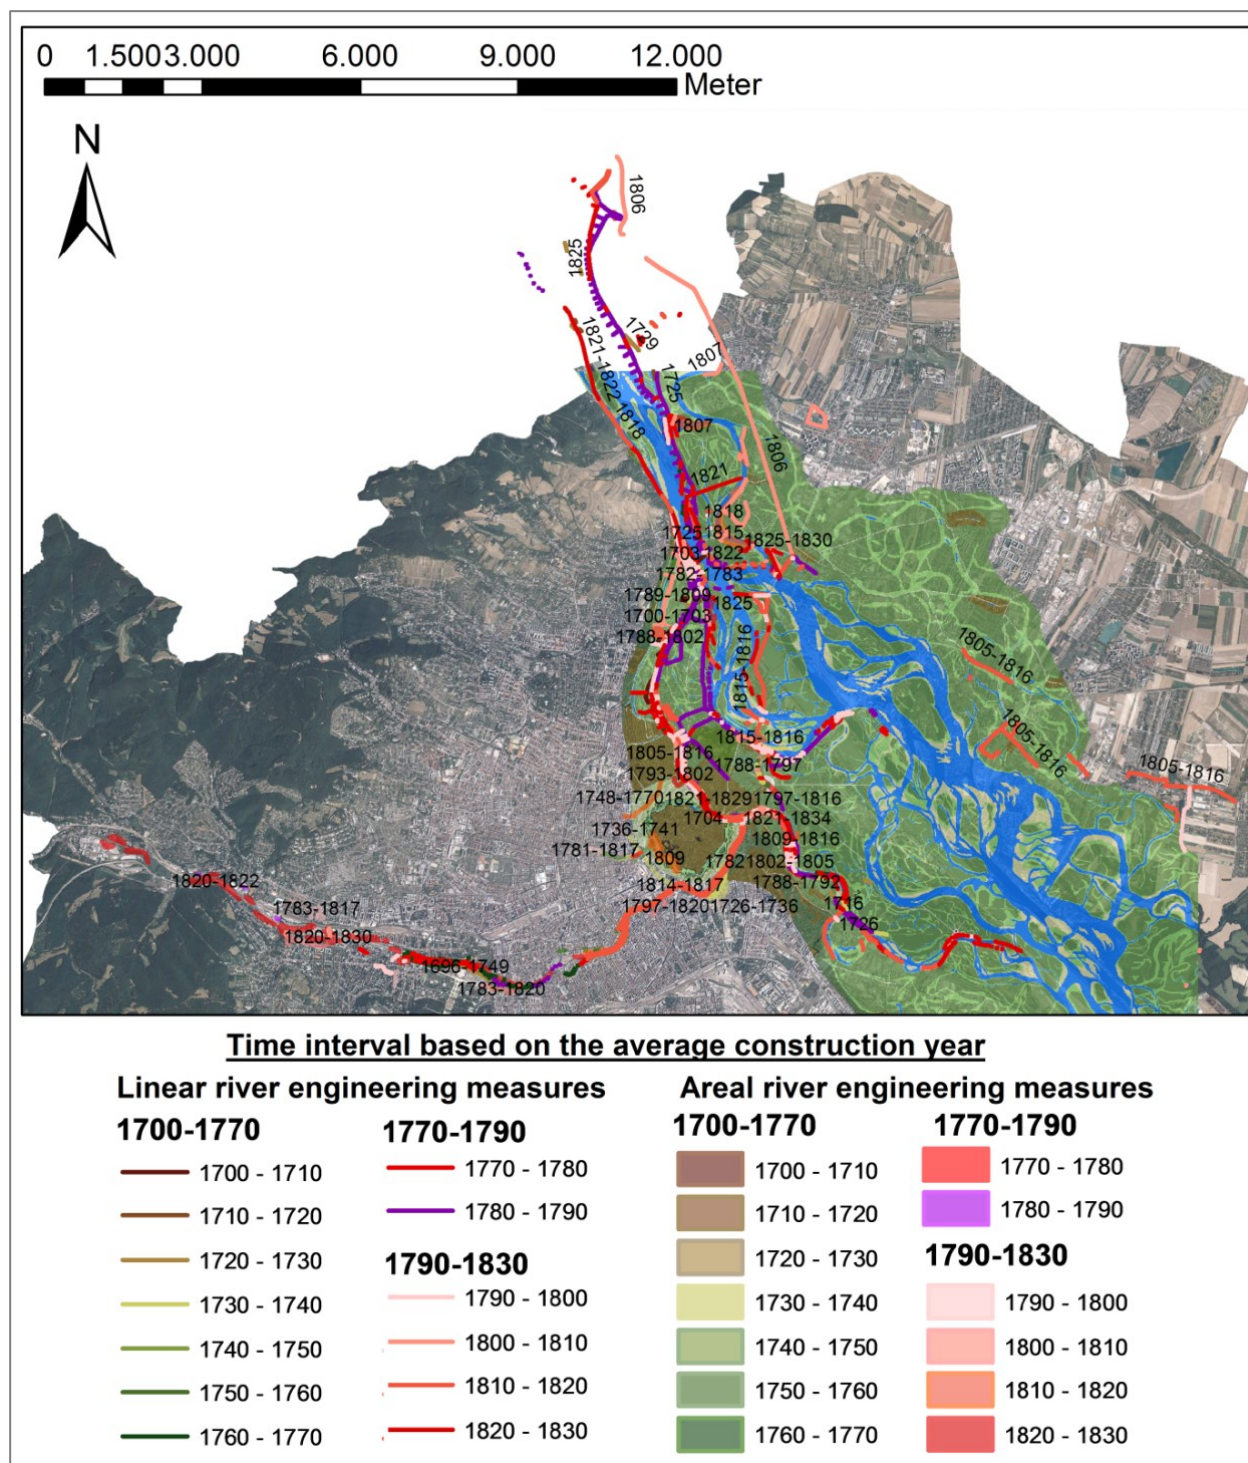 0 1.500 3.000 6.000 9.000 12.000
Meter
N
1806
1825
1729
1821-1822
1807
1725
1818
1807
1806
1821
1818
1725 1815
1825-1830
1703-1822
1782-1783
1789-1809
1825
1700-1703
1788-1802
1815-1816
1805-1816
1805-1816
1805-1816
1815-1816
1805-1816
1788-1797
1793-1802
1748-1770 1821-1829 1797-1816
1704 1821-1834
1736-1741
1809-1816
1781-1817
1809
1782 1802-1805
1814-1817
1788-1792
1820-1822
1797-1820 1726-1736
1716
1783-1817
1726
1820-1830
1696-1749
1783-1820
Time interval based on the average construction year
Linear river engineering measures
1700-1770
1700 - 1710
1710 - 1720
1720 - 1730
1730 - 1740
1740 - 1750
1750 - 1760
1760 - 1770
1770-1790
1770 - 1780
1780 - 1790
1790-1830
1790 - 1800
1800 - 1810
1810 - 1820
1820 - 1830
Areal river engineering measures
1700-1770
1700 - 1710
1710 - 1720
1720 - 1730
1730 - 1740
1740 - 1750
1750 - 1760
1760 - 1770
1770-1790
1770 - 1780
1780 - 1790
1790-1830
1790 - 1800
1800 - 1810
1810 - 1820
1820 - 1830